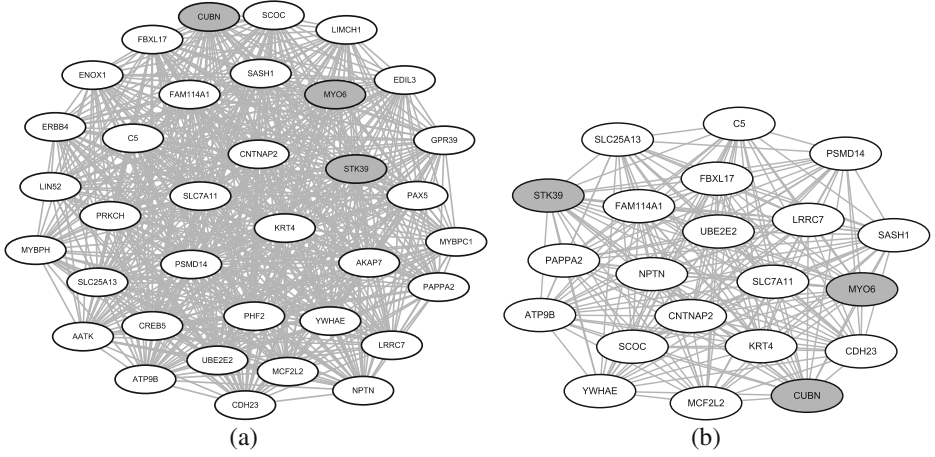 CUBN
SCOC
LIMCH1
FBXL17
ENOX1
SASH1
EDIL3
FAM114A1
MYO6
ERBB4
C5
GPR39
CNTNAP2
STK39
LIN52
SLC7A11
PAX5
PRKCH
KRT4
MYBPH
MYBPC1
PSMD14
AKAP7
SLC25A13
PAPPA2
PHF2
YWHAE
CREB5
AATK
LRRC7
UBE2E2
MCF2L2
ATP9B
NPTN
CDH23
(a)
C5
SLC25A13
PSMD14
FBXL17
STK39
FAM114A1
LRRC7
UBE2E2
SASH1
PAPPA2
NPTN
SLC7A11
MYO6
ATP9B
CNTNAP2
SCOC
KRT4
CDH23
YWHAE
MCF2L2
CUBN
(b)